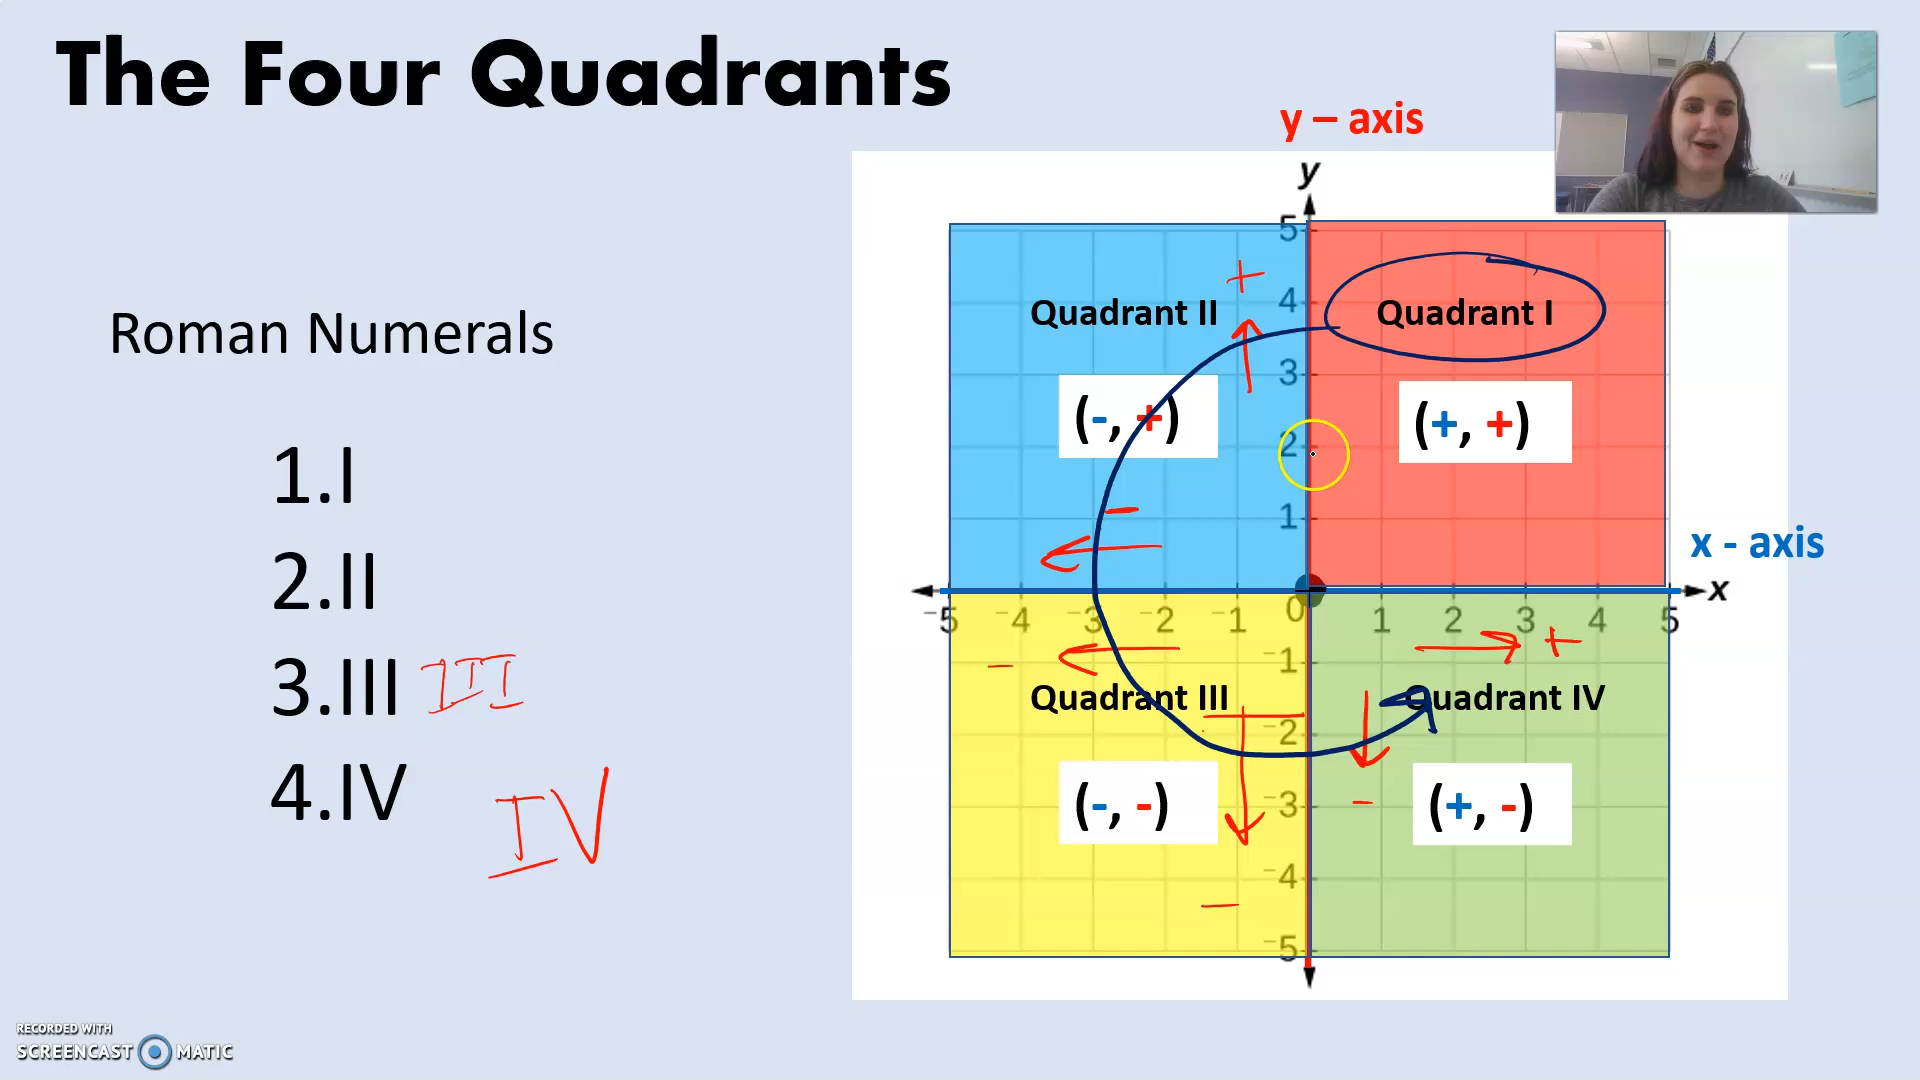 The Four Quadrants
Roman Numerals
1.I
2.II
3.III III
4.IV IV
y – axis
y
5
Quadrant II + 4 Quadrant I
3
(-, +) (+, +)
2
- 1
x - axis
x
-5 -4 -3 -2 -1 0 1 2 3 4 5
- -1 +
Quadrant III Quadrant IV
-2
(-, -) -3 - (+, -)
-4
-
-5
RECORDED WITH
SCREENCAST MATIC